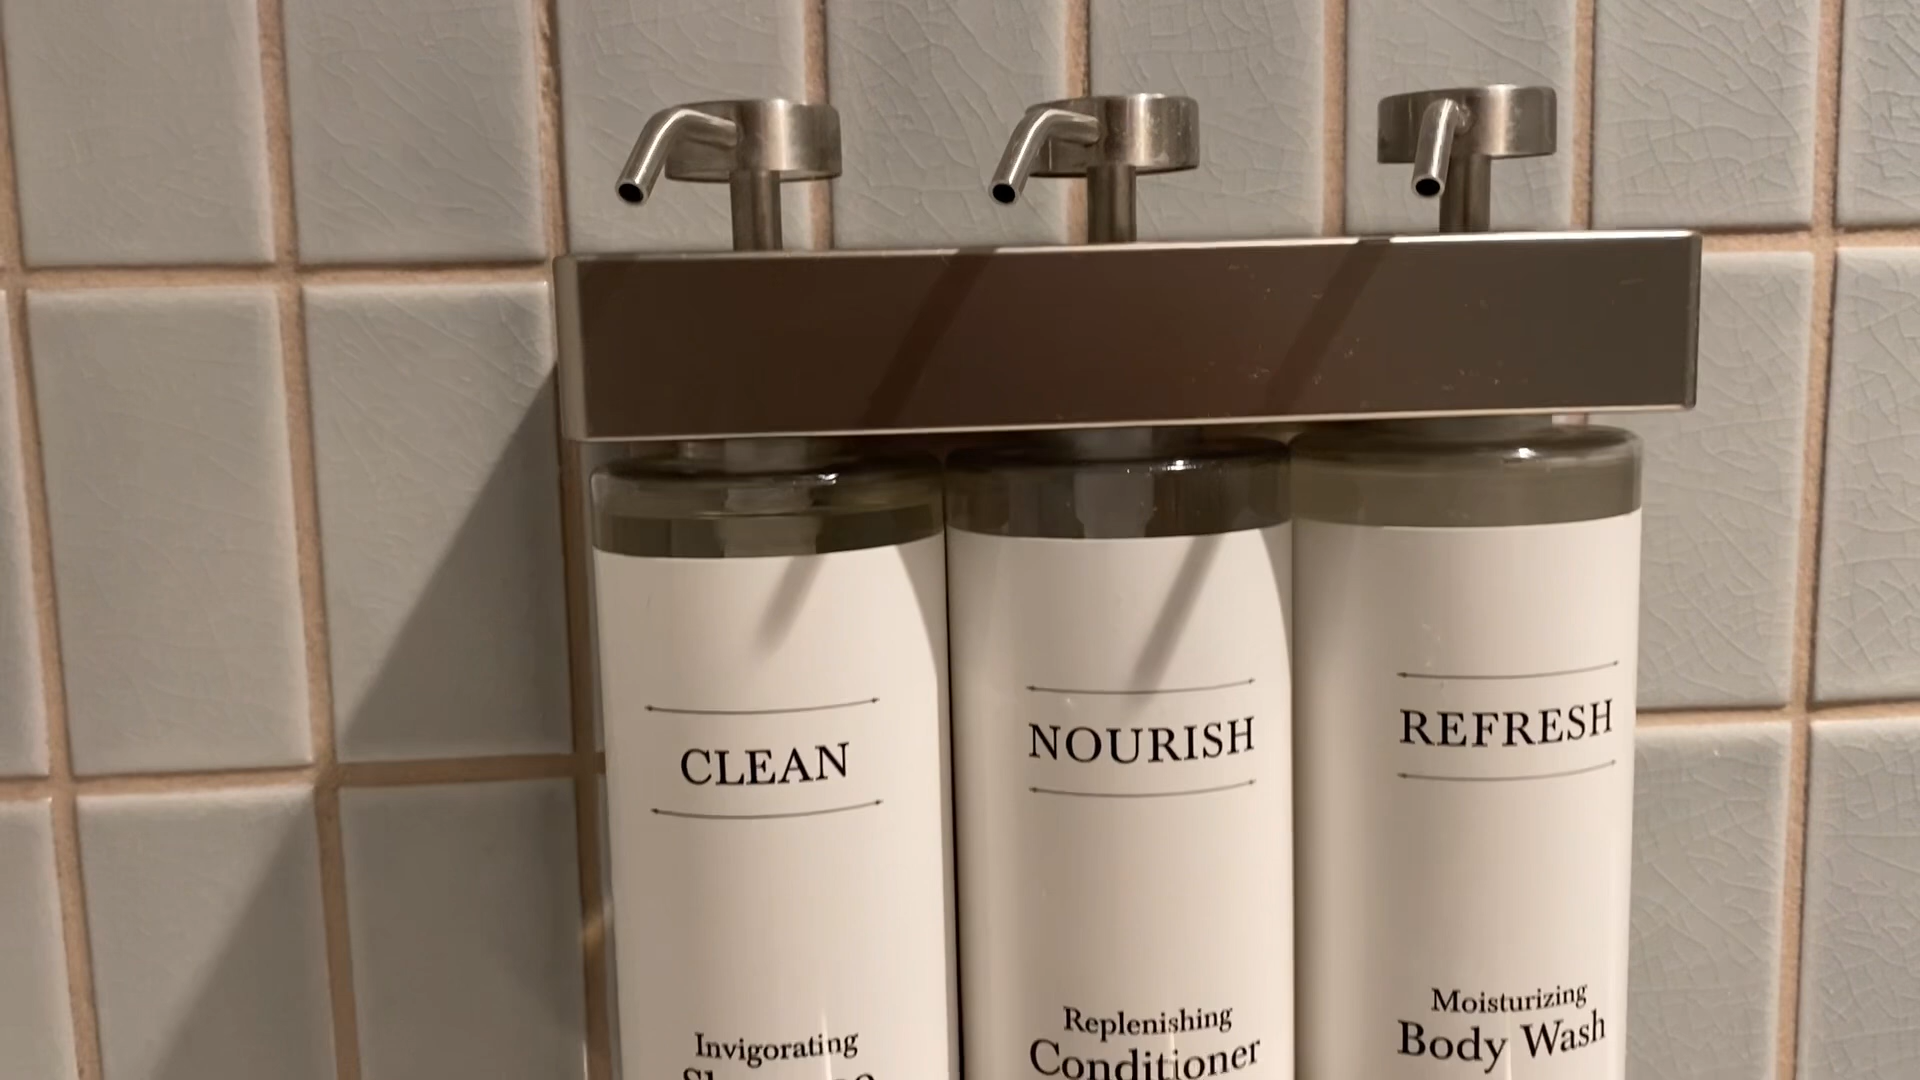 CLEAN
Invigorating
NOURISH
Replenishing
Conditioner
REFRESH
Moisturizing
Body Wash